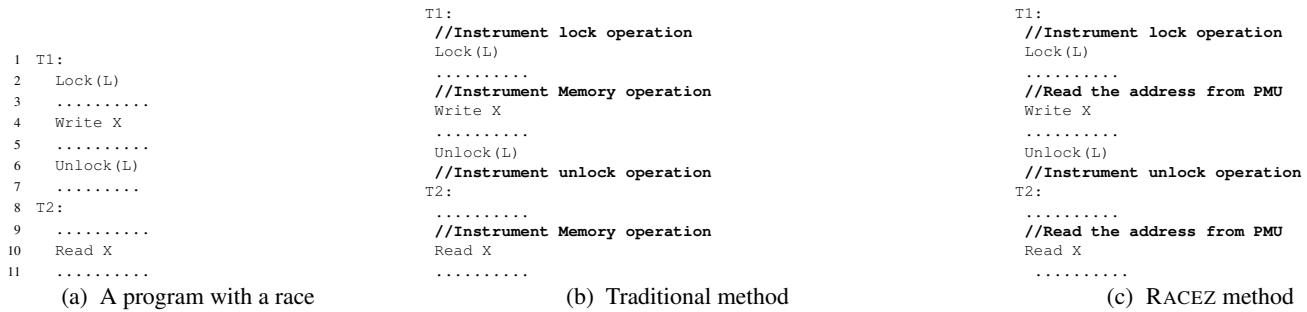 1 T1:
2 Lock(L)
3 ..........
4 Write X
5 ..........
6 Unlock(L)
7 .........
8 T2:
9 ..........
10 Read X
11 ..........
(a) A program with a race
T1:
//Instrument lock operation
Lock(L)
..........
//Instrument Memory operation
Write X
..........
Unlock(L)
//Instrument unlock operation
T2:
..........
//Instrument Memory operation
Read X
..........
(b) Traditional method
T1:
//Instrument lock operation
Lock(L)
..........
//Read the address from PMU
Write X
..........
Unlock(L)
//Instrument unlock operation
T2:
..........
//Read the address from PMU
Read X
..........
(c) RACEZ method